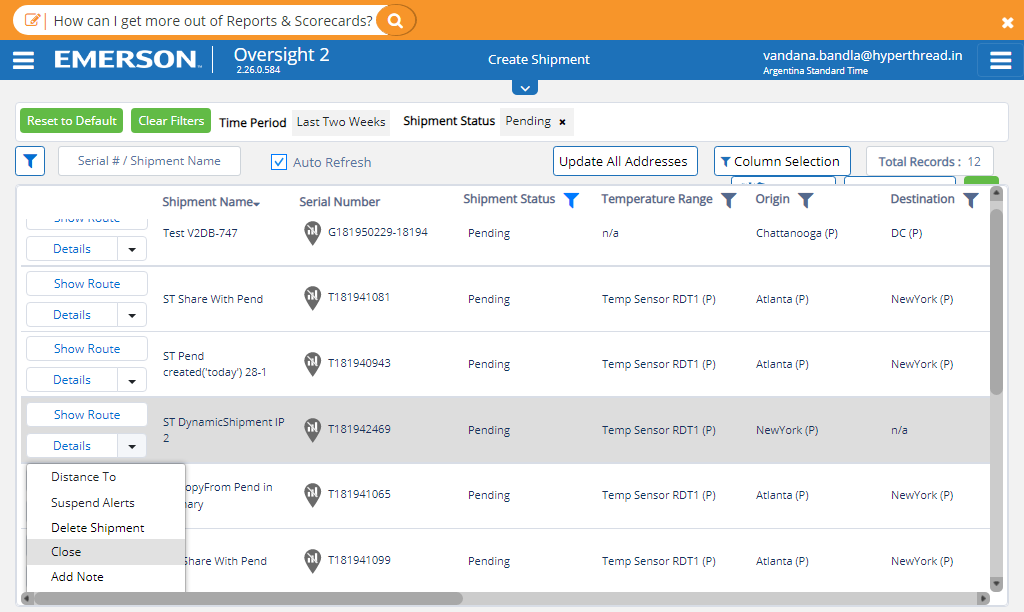 How can I get more out of Reports & Scorecards?
EMERSON.
Oversight 2
2.26.0.584
Create Shipment
vandana.bandla@hyperthread.in
Argentina Standard Time
Reset to Default Clear Filters Time Period Last Two Weeks Shipment Status Pending ×
Serial # / Shipment Name Auto Refresh Update All Addresses Column Selection Total Records : 12
Shipment Name Serial Number Shipment Status Temperature Range Origin Destination
Show Route
Details
Test V2DB-747 G181950229-18194 Pending n/a Chattanooga (P) DC (P)
Show Route
Details
ST Share With Pend T181941081 Pending Temp Sensor RDT1 (P) Atlanta (P) NewYork (P)
Show Route
Details
ST Pend
created('today') 28-1
T181940943 Pending Temp Sensor RDT1 (P) Atlanta (P) NewYork (P)
Show Route
Details
ST DynamicShipment IP
2
T181942469 Pending Temp Sensor RDT1 (P) NewYork (P) n/a
Distance To
Suspend Alerts
Delete Shipment
Close
Add Note
opyFrom Pend in
ary
T181941065 Pending Temp Sensor RDT1 (P) Atlanta (P) NewYork (P)
Share With Pend T181941099 Pending Temp Sensor RDT1 (P) Atlanta (P) NewYork (P)